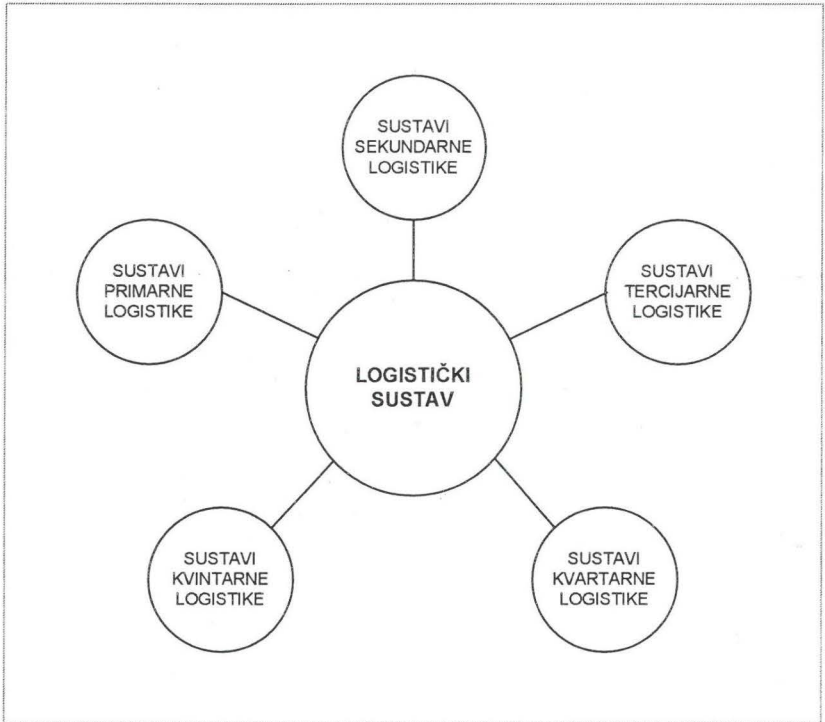 SUSTAVI
SEKUNDARNE
LOGISTIKE
SUSTAVI
PRIMARNE
LOGISTIKE
SUSTAVI
TERCIJARNE
LOGISTIKE
LOGISTIČKI
SUSTAV
SUSTAVI
KVINTARNE
LOGISTIKE
SUSTAVI
KVARTARNE
LOGISTIKE